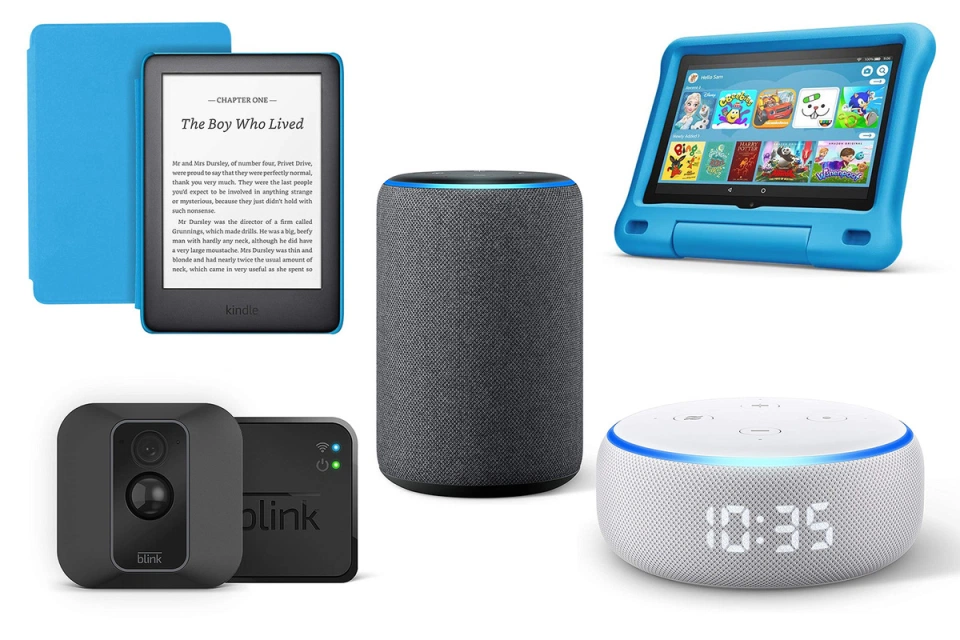 — CHAPTER ONE —
The Boy Who Lived
Mr and Mrs Dursley, of number four, Privet Drive,
were proud to say that they were perfectly normal,
thank you very much. They were the last people
you'd expect to be involved in anything strange
or mysterious, because they just didn't hold with
such nonsense.
Mr Dursley was the director of a firm called
Grunnings, which made drills. He was a big, beefy
man with hardly any neck, although he did have
a very large moustache. Mrs Dursley was thin and
blonde and had nearly twice the usual amount of
neck, which came in very useful as she spent so
kindle
Hello Sam
Disney
Bing
blink
blink
10:35